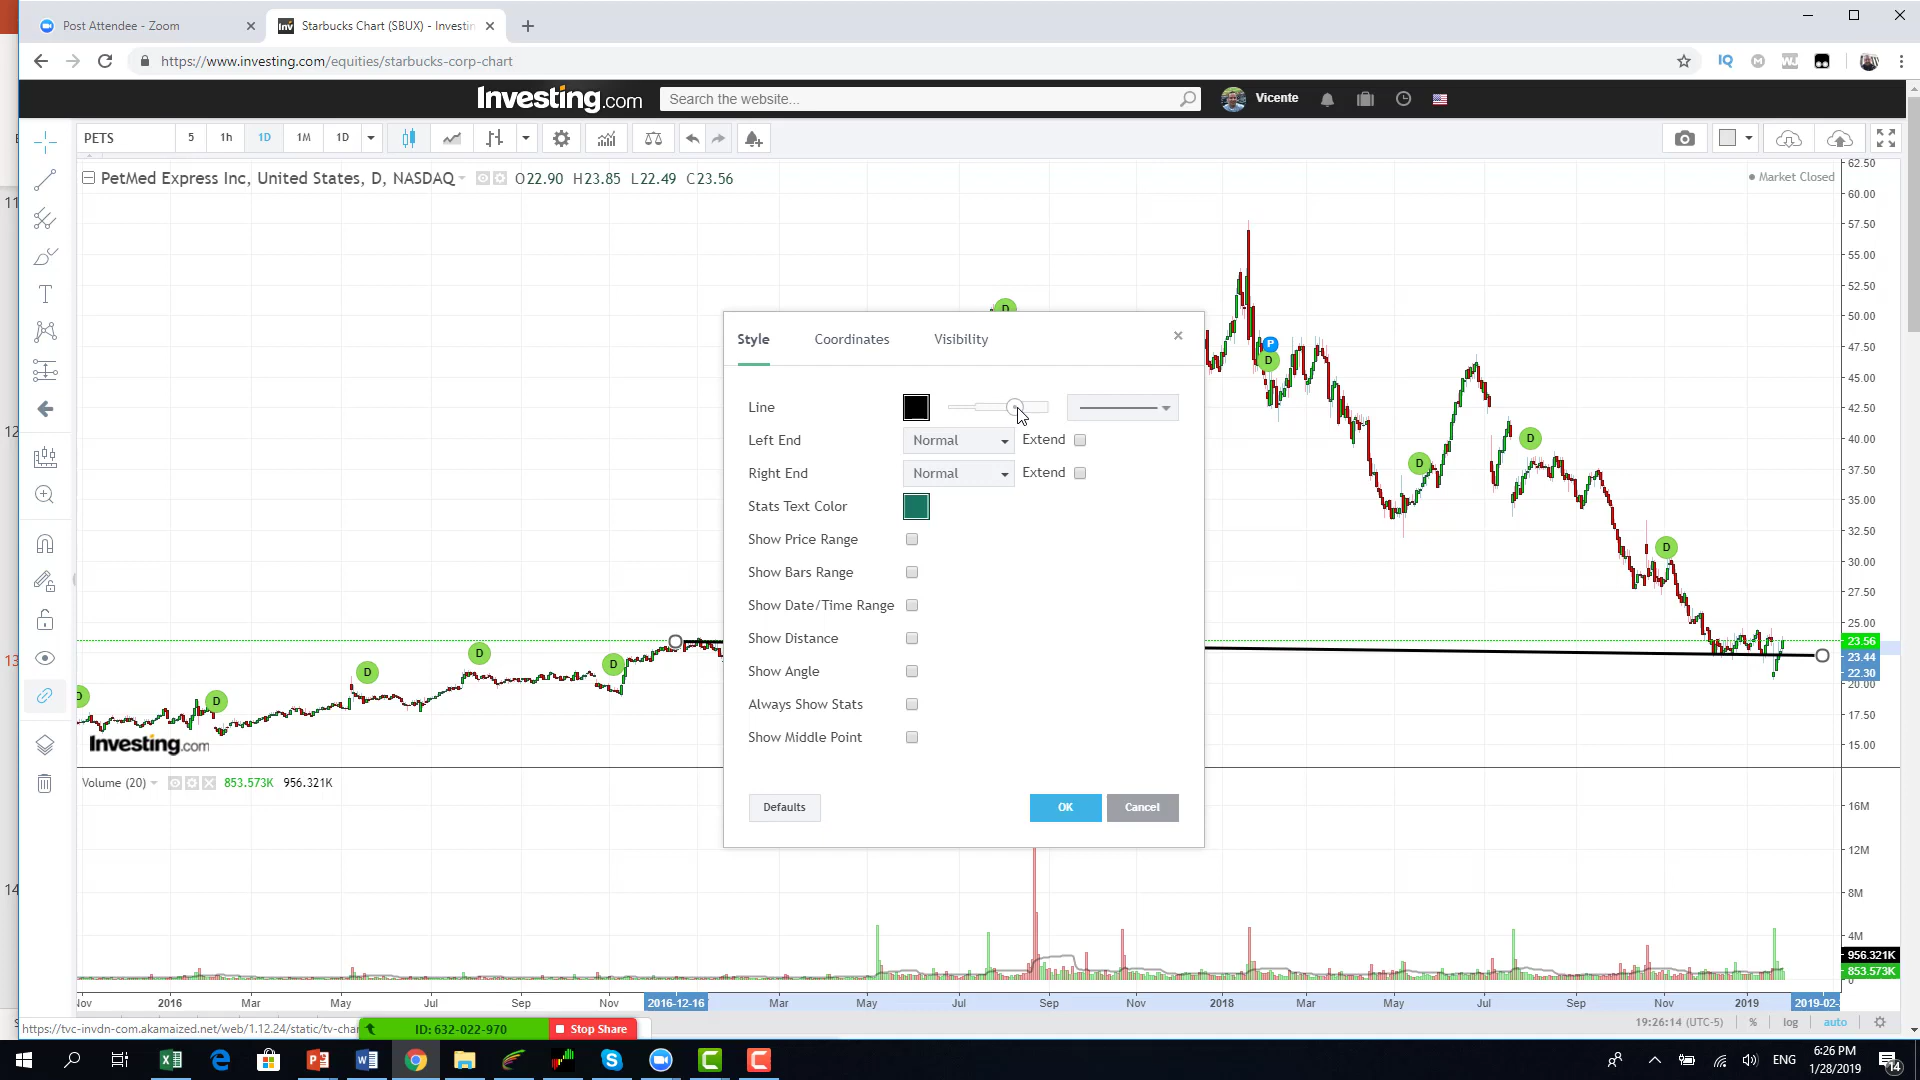 Post Attendee - Zoom
Starbucks Chart (SBUX) - Investin
https://www.investing.com/equities/starbucks-corp-chart
IQ
M
Investing.com
Search the website...
Vicente
PETS
5
1h
1D
1M
1D
PetMed Express Inc, United States, D, NASDAQ
O22.90 H23.85 L22.49 C23.56
Market Closed
62.50
60.00
57.50
55.00
52.50
50.00
47.50
45.00
42.50
40.00
37.50
35.00
32.50
30.00
27.50
25.00
23.56
23.44
22.30
20.00
17.50
15.00
11
12
13
14
D
D
D
D
D
D
P
D
D
D
D
Style
Coordinates
Visibility
Line
Left End
Normal
Extend
Right End
Normal
Extend
Stats Text Color
Show Price Range
Show Bars Range
Show Date/Time Range
Show Distance
Show Angle
Always Show Stats
Show Middle Point
Defaults
OK
Cancel
Investing.com
Volume (20)
853.573K
956.321K
16M
12M
8M
4M
956.321K
853.573K
0
2016
Mar
May
Jul
Sep
Nov
2016-12-16
Mar
May
Jul
Sep
Nov
2018
Mar
May
Jul
Sep
Nov
2019
2019-02-
https://tvc-invdn-com.akamaized.net/web/1.12.24/static/tv-char
ID: 632-022-970
Stop Share
19:26:14 (UTC-5)
%
log
auto
ENG
6:26 PM
1/28/2019
14